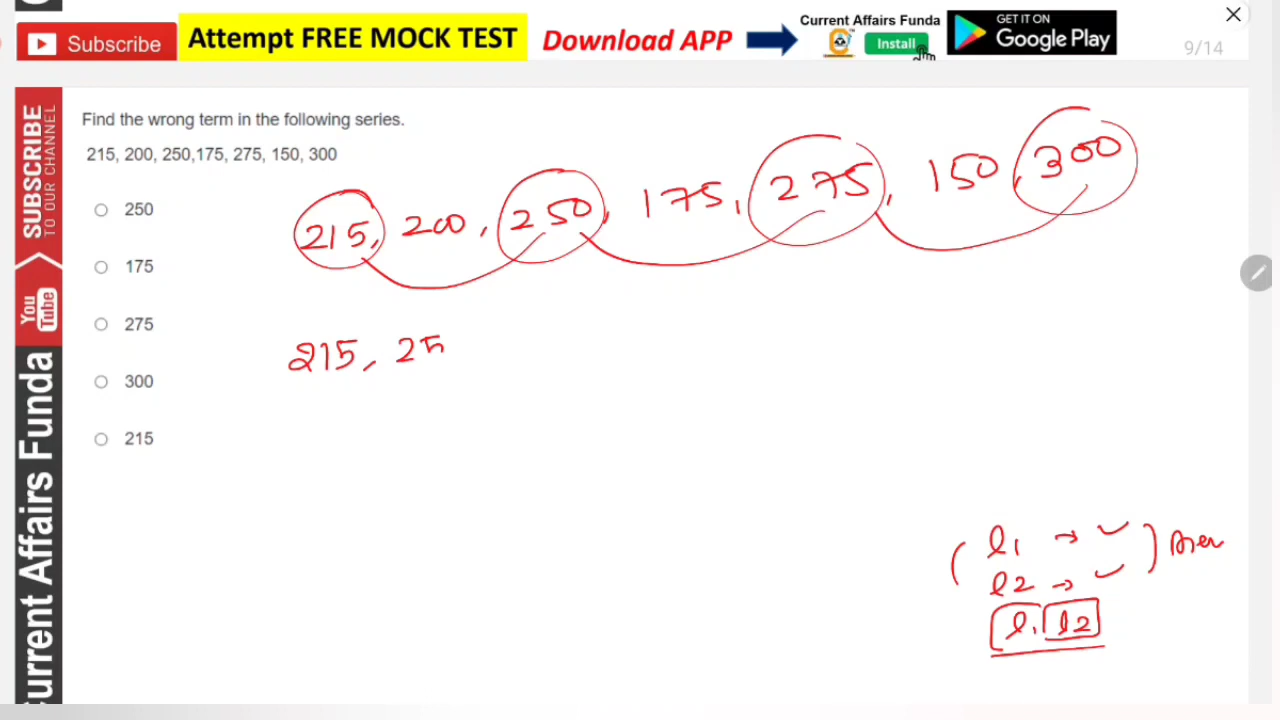 Subscribe
Attempt FREE MOCK TEST
Download APP
Current Affairs Funda
Install
GET IT ON
Google Play
9/14
SUBSCRIBE
TO OUR CHANNEL
You
Tube
Current Affairs Funda
Find the wrong term in the following series.
215, 200, 250,175, 275, 150, 300
250
175
275
300
215
215, 200, 250, 175, 275, 150, 300
215, 25
( l1 → ✓
l2 → ✓ )
l1 l2